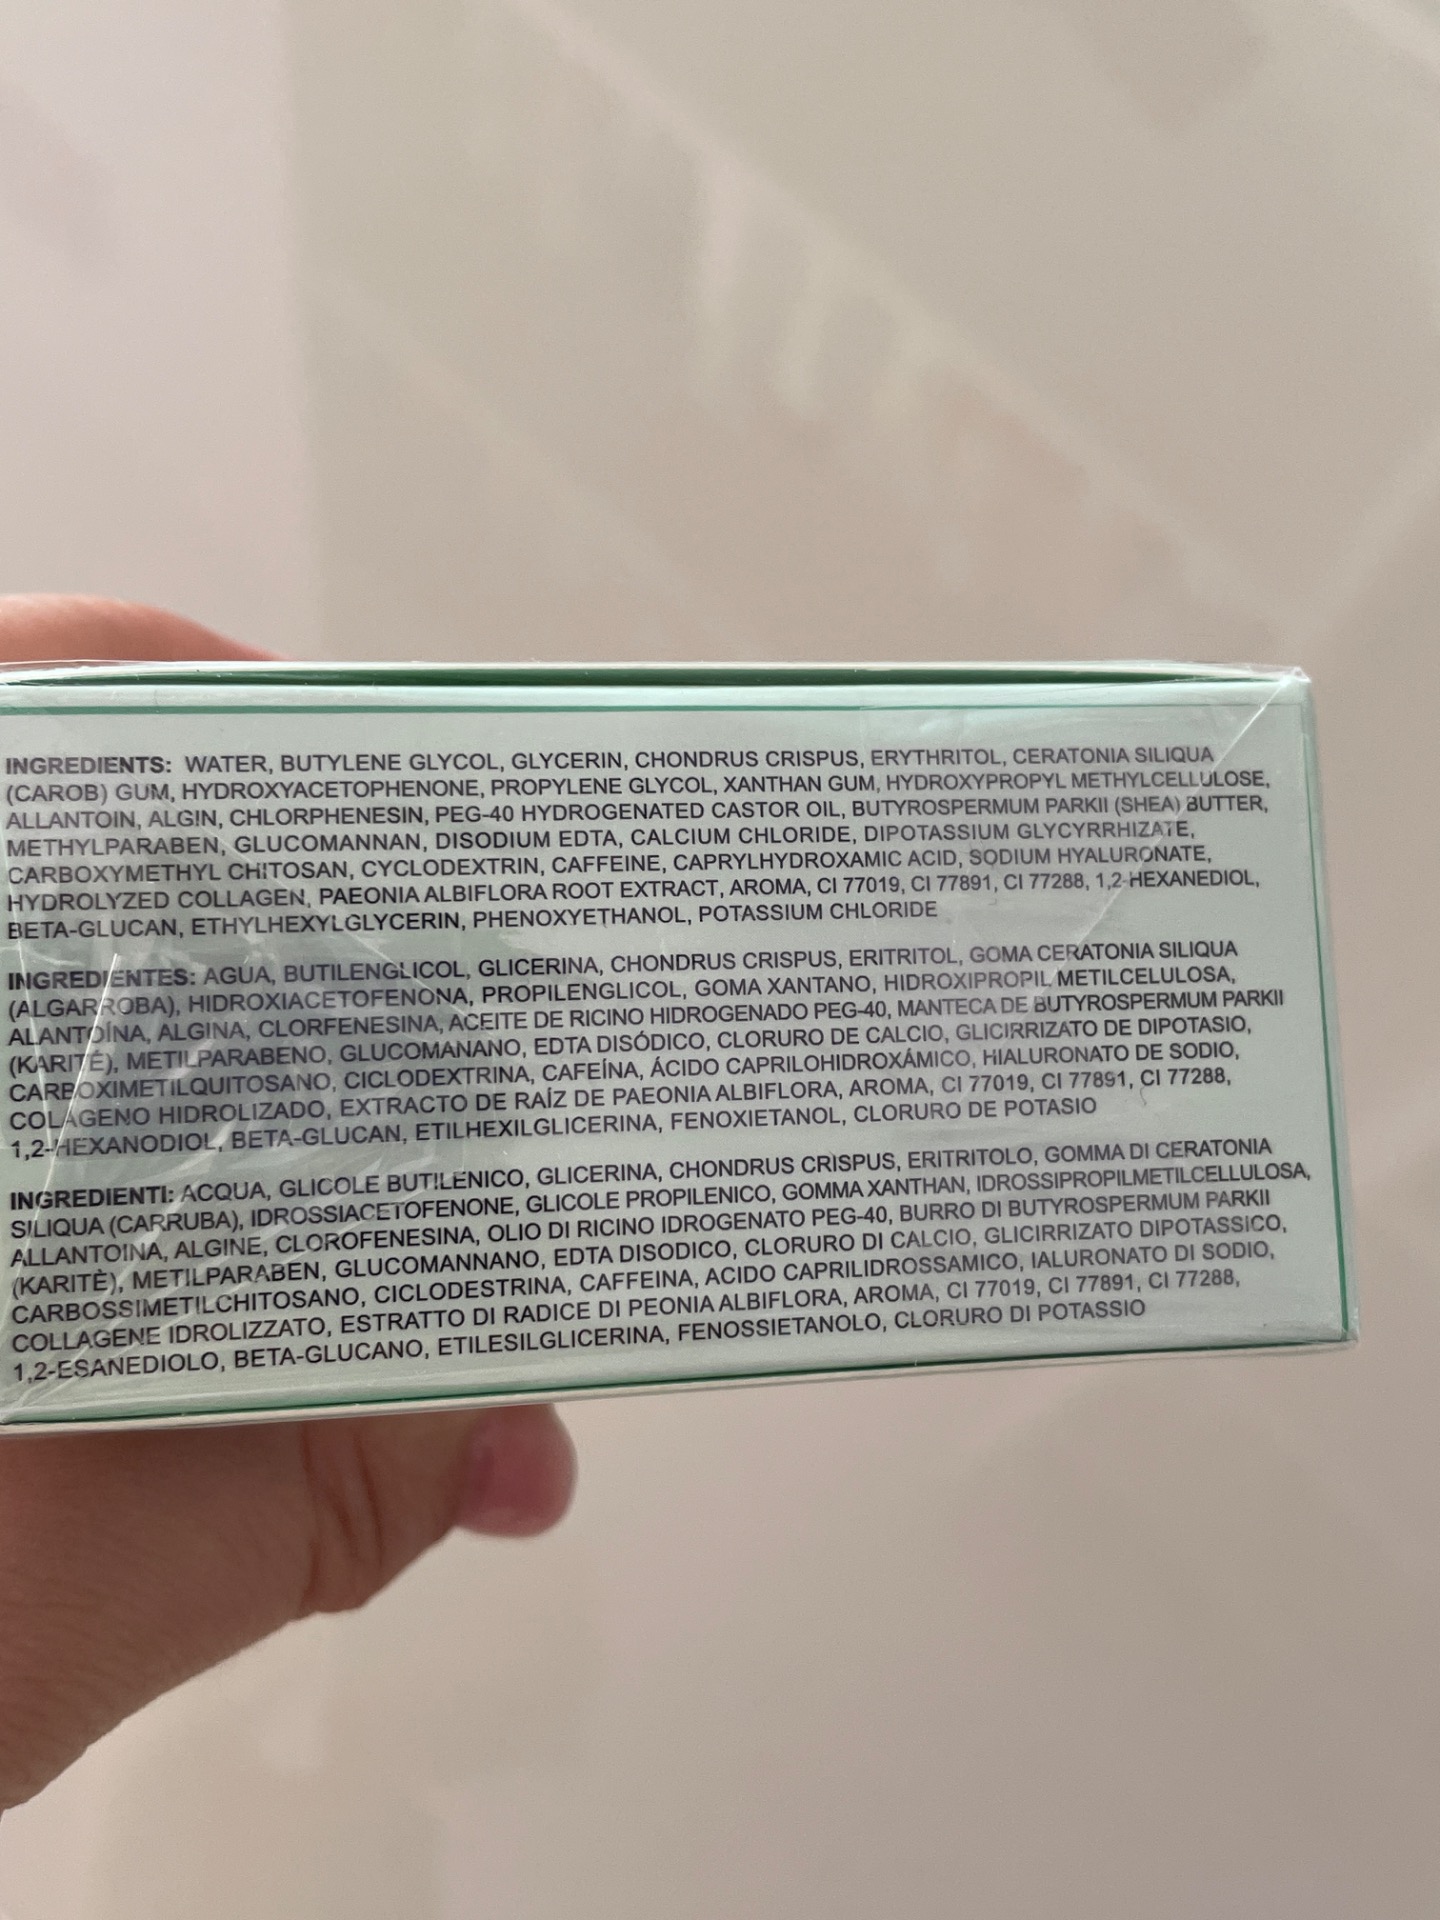 INGREDIENTS: WATER, BUTYLENE GLYCOL, GLYCERIN, CHONDRUS CRISPUS, ERYTHRITOL, CERATONIA SILIQUA
(CAROB) GUM, HYDROXYACETOPHENONE, PROPYLENE GLYCOL, XANTHAN GUM, HYDROXYPROPYL METHYLCELLULOSE,
ALLANTOIN, ALGIN, CHLORPHENESIN, PEG-40 HYDROGENATED CASTOR OIL, BUTYROSPERMUM PARKII (SHEA) BUTTER,
METHYLPARABEN, GLUCOMANNAN, DISODIUM EDTA, CALCIUM CHLORIDE, DIPOTASSIUM GLYCYRRHIZATE,
CARBOXYMETHYL CHITOSAN, CYCLODEXTRIN, CAFFEINE, CAPRYLHYDROXAMIC ACID, SODIUM HYALURONATE,
HYDROLYZED COLLAGEN, PAEONIA ALBIFLORA ROOT EXTRACT, AROMA, CI 77019, CI 77891, CI 77288, 1,2-HEXANEDIOL,
BETA-GLUCAN, ETHYLHEXYLGLYCERIN, PHENOXYETHANOL, POTASSIUM CHLORIDE
INGREDIENTES: AGUA, BUTILENGLICOL, GLICERINA, CHONDRUS CRISPUS, ERITRITOL, GOMA CERATONIA SILIQUA
(ALGARROBA), HIDROXIACETOFENONA, PROPILENGLICOL, GOMA XANTANO, HIDROXIPROPIL METILCELULOSA,
ALANTOÍNA, ALGINA, CLORFENESINA, ACEITE DE RICINO HIDROGENADO PEG-40, MANTECA DE BUTYROSPERMUM PARKII
(KARITÉ), METILPARABENO, GLUCOMANANO, EDTA DISÓDICO, CLORURO DE CALCIO, GLICIRRIZATO DE DIPOTASIO,
CARBOXIMETILQUITOSANO, CICLODEXTRINA, CAFEÍNA, ÁCIDO CAPRILOHIDROXÁMICO, HIALURONATO DE SODIO,
COLÁGENO HIDROLIZADO, EXTRACTO DE RAÍZ DE PAEONIA ALBIFLORA, AROMA, CI 77019, CI 77891, CI 77288,
1,2-HEXANODIOL, BETA-GLUCAN, ETILHEXILGLICERINA, FENOXIETANOL, CLORURO DE POTASIO
INGREDIENTI: ACQUA, GLICOLE BUTILENICO, GLICERINA, CHONDRUS CRISPUS, ERITRITOLO, GOMMA DI CERATONIA
SILIQUA (CARRUBA), IDROSSIACETOFENONE, GLICOLE PROPILENICO, GOMMA XANTHAN, IDROSSIPROPILMETILCELLULOSA,
ALLANTOINA, ALGINE, CLOROFENESINA, OLIO DI RICINO IDROGENATO PEG-40, BURRO DI BUTYROSPERMUM PARKII
(KARITÈ), METILPARABEN, GLUCOMANNANO, EDTA DISODICO, CLORURO DI CALCIO, GLICIRRIZATO DIPOTASSICO,
CARBOSSIMETILCHITOSANO, CICLODESTRINA, CAFFEINA, ACIDO CAPRILIDROSSAMICO, IALURONATO DI SODIO,
COLLAGENE IDROLIZZATO, ESTRATTO DI RADICE DI PEONIA ALBIFLORA, AROMA, CI 77019, CI 77891, CI 77288,
1,2-ESANEDIOLO, BETA-GLUCANO, ETILESILGLICERINA, FENOSSIETANOLO, CLORURO DI POTASSIO